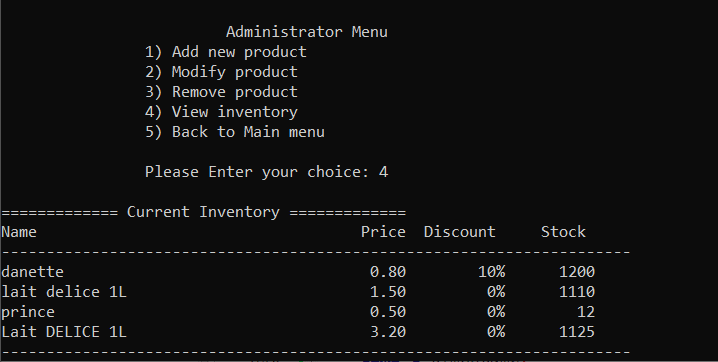 Administrator Menu
1) Add new product
2) Modify product
3) Remove product
4) View inventory
5) Back to Main menu
Please Enter your choice: 4
============= Current Inventory =============
Name Price Discount Stock
----------------------------------------------------------------------
danette 0.80 10% 1200
lait delice 1L 1.50 0% 1110
prince 0.50 0% 12
Lait DELICE 1L 3.20 0% 1125
----------------------------------------------------------------------